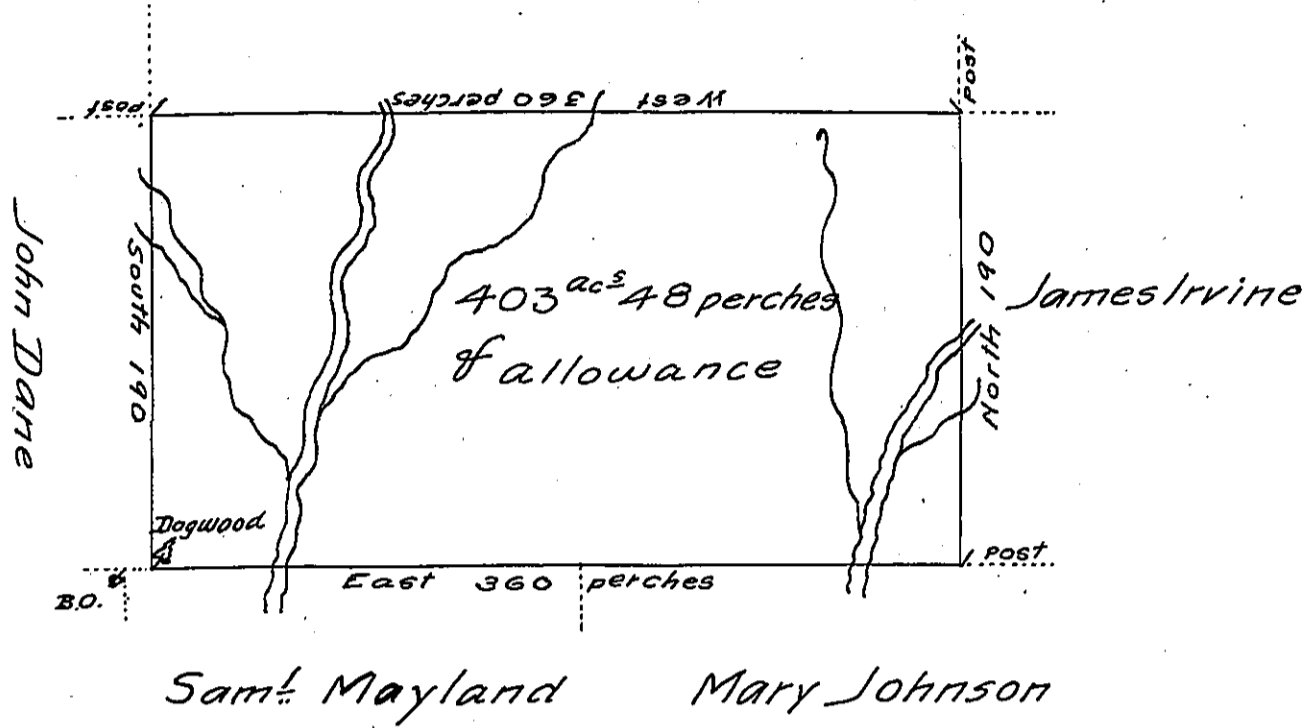 Post
Post
West 360 perches
John Dane
South 190
403 acs 48 perches
& allowance
North 190
James Irvine
Dogwood
B.O.
East 360 perches
Post
Saml. Mayland
Mary Johnson